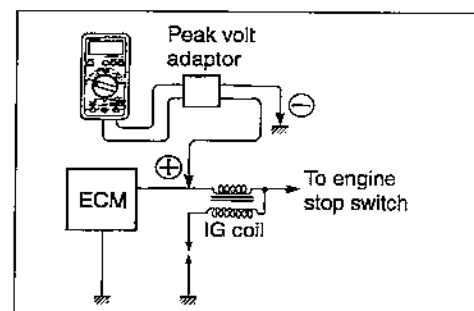 Peak volt
adaptor
⊖
⊕
ECM
To engine
stop switch
IG coil